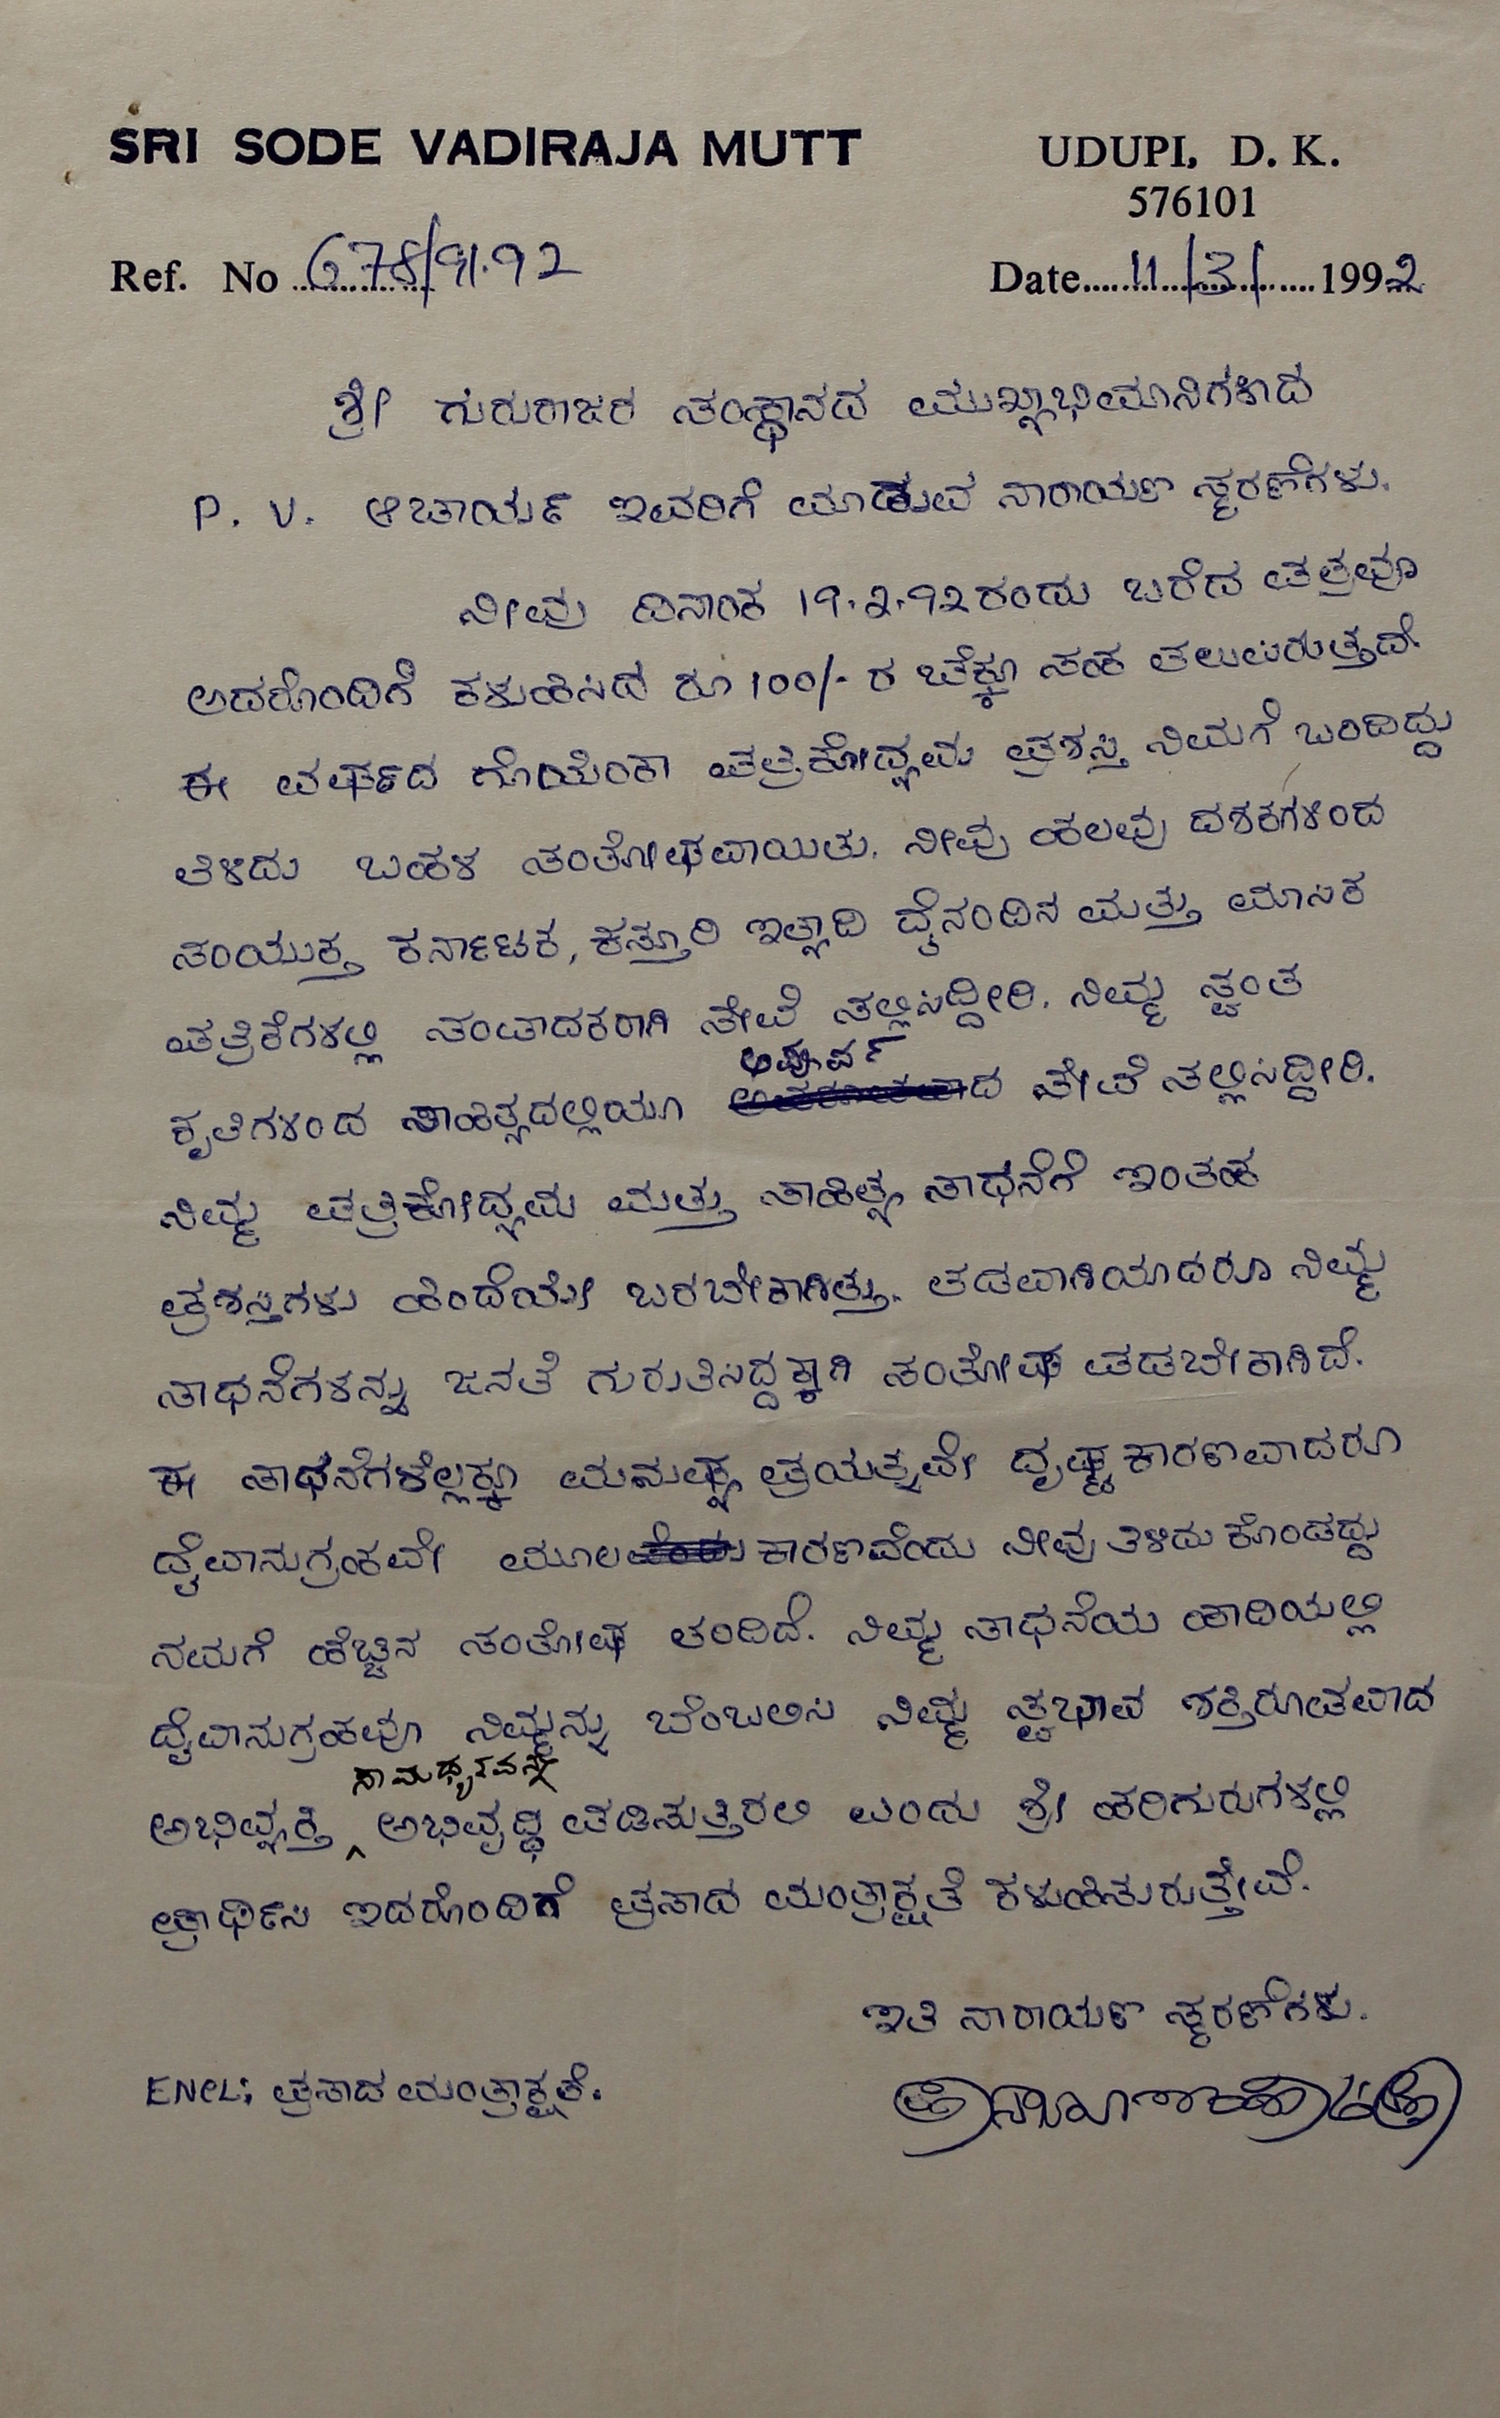 SRI SODE VADIRAJA MUTT
UDUPI, D. K.
576101
Ref. No 678/91.92
Date 11/3/ 1992
ಶ್ರೀ ಗುರುರಾಜರ ಸಂಸ್ಥಾನದ ಮುಖ್ಯಾಭಿಮಾನಿಗಳಾದ
P. V. ಆಚಾರ್ಯ ಇವರಿಗೆ ಮಾಡುವ ನಾರಾಯಣ ಸ್ಮರಣೆಗಳು.
ನೀವು ದಿನಾಂಕ 19.2.92ರಂದು ಬರೆದ ಪತ್ರವೂ
ಅದರೊಂದಿಗೆ ಕಳುಹಿಸಿದ ರೂ 100/- ರ ಚೆಕ್ಕೂ ಸಹ ತಲುಪಿರುತ್ತದೆ.
ಈ ವರ್ಷದ ಗೊಯೆಂಕಾ ಪತ್ರಿಕೋದ್ಯಮ ಪ್ರಶಸ್ತಿ ನಿಮಗೆ ಬಂದಿದ್ದು
ತಿಳಿದು ಬಹಳ ಸಂತೋಷವಾಯಿತು. ನೀವು ಹಲವು ದಶಕಗಳಿಂದ
ಸಂಯುಕ್ತ ಕರ್ನಾಟಕ, ಕಸ್ತೂರಿ ಇತ್ಯಾದಿ ದೈನಂದಿನ ಮತ್ತು ಮಾಸಿಕ
ಪತ್ರಿಕೆಗಳಲ್ಲಿ ಸಂಪಾದಕರಾಗಿ ಸೇವೆ ಸಲ್ಲಿಸಿದ್ದೀರಿ. ನಿಮ್ಮ ಸ್ವಂತ
ಕೃತಿಗಳಿಂದ ಸಾಹಿತ್ಯದಲ್ಲಿಯೂ ಅಪೂರ್ವದ ಸೇವೆ ಸಲ್ಲಿಸಿದ್ದೀರಿ.
ನಿಮ್ಮ ಪತ್ರಿಕೋದ್ಯಮ ಮತ್ತು ಸಾಹಿತ್ಯ ಸಾಧನೆಗೆ ಇಂತಹ
ಪ್ರಶಸ್ತಿಗಳು ಹಿಂದೆಯೇ ಬರಬೇಕಾಗಿತ್ತು. ತಡವಾಗಿಯಾದರೂ ನಿಮ್ಮ
ಸಾಧನೆಗಳನ್ನು ಜನತೆ ಗುರುತಿಸಿದ್ದಕ್ಕಾಗಿ ಸಂತೋಷ ಪಡಬೇಕಾಗಿದೆ.
ಈ ಸಾಧನೆಗಳೆಲ್ಲಕ್ಕೂ ಮನುಷ್ಯ ಪ್ರಯತ್ನವೇ ದೃಷ್ಟ ಕಾರಣವಾದರೂ
ದೈವಾನುಗ್ರಹವೇ ಮೂಲ ಕಾರಣವೆಂದು ನೀವು ತಿಳಿದು ಕೊಂಡದ್ದು
ನಮಗೆ ಹೆಚ್ಚಿನ ಸಂತೋಷ ತಂದಿದೆ. ನಿಮ್ಮ ಸಾಧನೆಯ ಹಾದಿಯಲ್ಲಿ
ದೈವಾನುಗ್ರಹವೂ ನಿಮ್ಮನ್ನು ಬೆಂಬಲಿಸಿ ನಿಮ್ಮ ಸ್ವಭಾವ ಶಕ್ತಿರೂಪವಾದ
ಅಭಿವ್ಯಕ್ತಿ ಸಾಮರ್ಥ್ಯವನ್ನು ಅಭಿವೃದ್ಧಿ ಪಡಿಸುತ್ತಿರಲಿ ಎಂದು ಶ್ರೀ ಹರಿಗುರುಗಳಲ್ಲಿ
ಪ್ರಾರ್ಥಿಸಿ ಇದರೊಂದಿಗೆ ಪ್ರಸಾದ ಮಂತ್ರಾಕ್ಷತೆ ಕಳುಹಿಸುರುತ್ತೇವೆ.
ಇತಿ ನಾರಾಯಣ ಸ್ಮರಣೆಗಳು.
ENCL: ಪ್ರಸಾದ ಮಂತ್ರಾಕ್ಷತೆ.